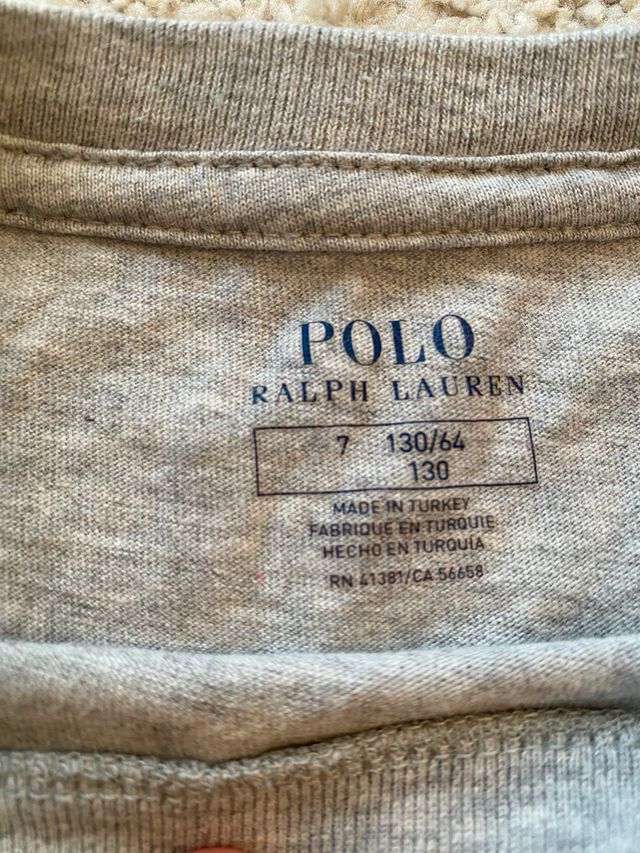 POLO
RALPH LAUREN
7 130/64
130
MADE IN TURKEY
FABRIQUE EN TURQUIE
HECHO EN TURQUÍA
RN 41381/CA 56658